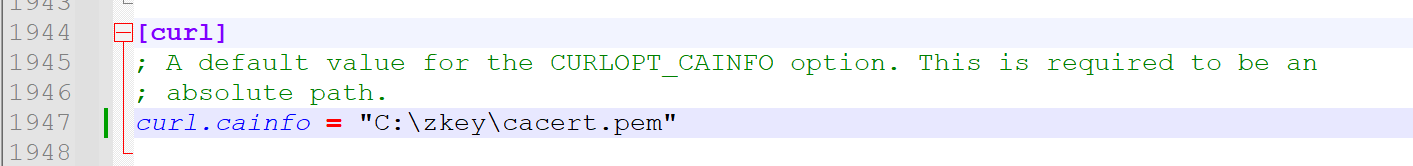 1943
1944 [curl]
1945 ; A default value for the CURLOPT_CAINFO option. This is required to be an
1946 ; absolute path.
1947 curl.cainfo = "C:\zkey\cacert.pem"
1948